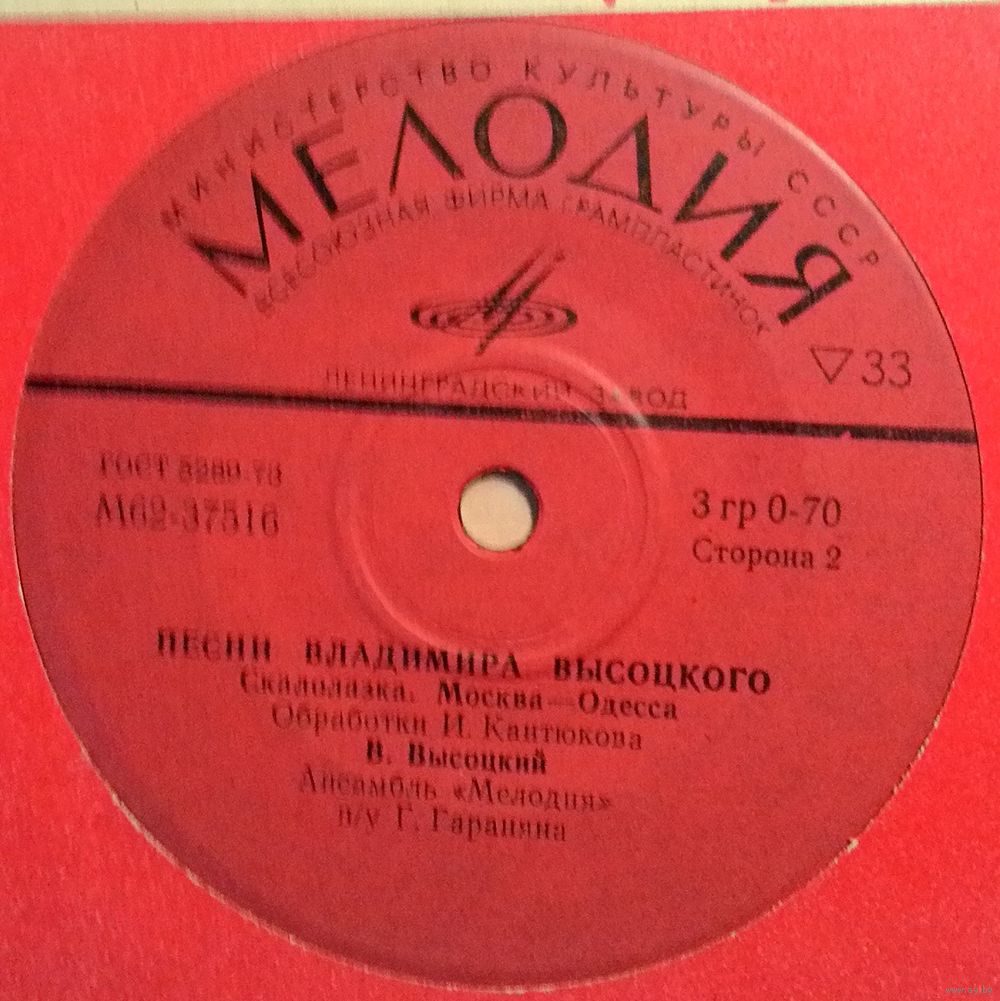 МИНИСТЕРСТВО КУЛЬТУРЫ СССР
МЕЛОДИЯ
ВСЕСОЮЗНАЯ ФИРМА ГРАМПЛАСТИНОК
▽33
ЛЕНИНГРАДСКИЙ ЗАВОД
ГОСТ 5289-73
М62-37516
3 гр 0-70
Сторона 2
ПЕСНИ ВЛАДИМИРА ВЫСОЦКОГО
Скалолазка. Москва—Одесса
Обработки И. Кантюкова
В. Высоцкий
Ансамбль «Мелодия»
п/у Г. Гараняна